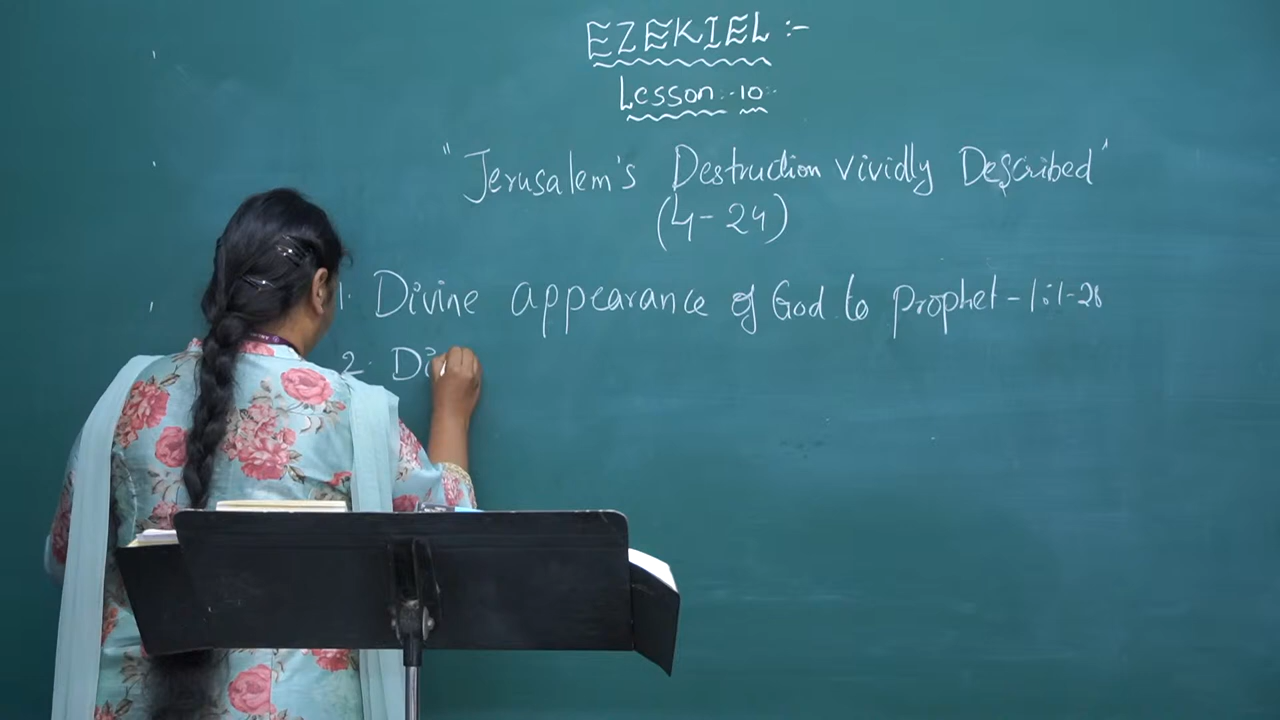 EZEKIEL :-
Lesson :- 10 :-
"Jerusalem's Destruction vividly Described"
(4-24)
1. Divine appearance of God to prophet - 1:1-28
2. Di